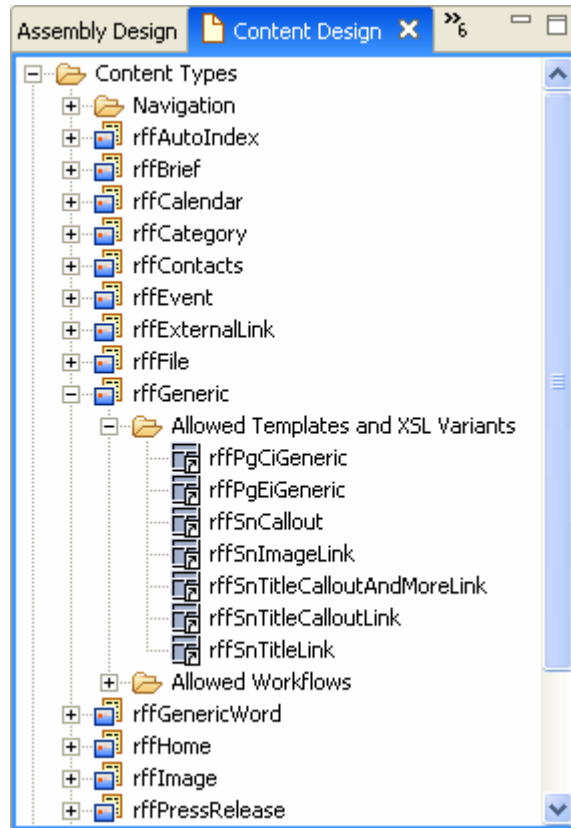 Assembly Design Content Design »6
Content Types
Navigation
rffAutoIndex
rffBrief
rffCalendar
rffCategory
rffContacts
rffEvent
rffExternalLink
rffFile
rffGeneric
Allowed Templates and XSL Variants
rffPgCiGeneric
rffPgEiGeneric
rffSnCallout
rffSnImageLink
rffSnTitleCalloutAndMoreLink
rffSnTitleCalloutLink
rffSnTitleLink
Allowed Workflows
rffGenericWord
rffHome
rffImage
rffPressRelease